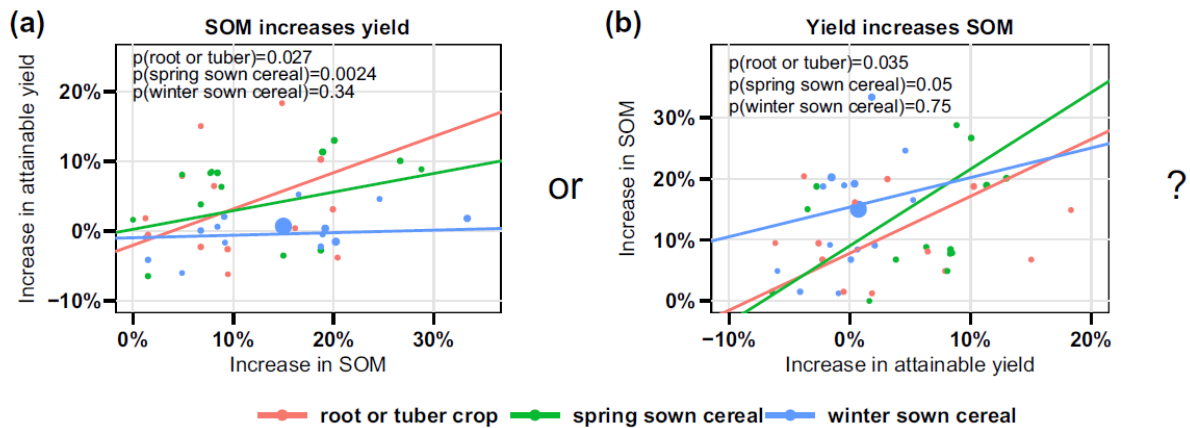 (a)
SOM increases yield
Increase in attainable yield
p(root or tuber)=0.027
p(spring sown cereal)=0.0024
p(winter sown cereal)=0.34
20%
10%
0%
−10%
0% 10% 20% 30%
Increase in SOM
or
(b)
Yield increases SOM
Increase in SOM
p(root or tuber)=0.035
p(spring sown cereal)=0.05
p(winter sown cereal)=0.75
30%
20%
10%
0%
−10% 0% 10% 20%
Increase in attainable yield
?
root or tuber crop spring sown cereal winter sown cereal